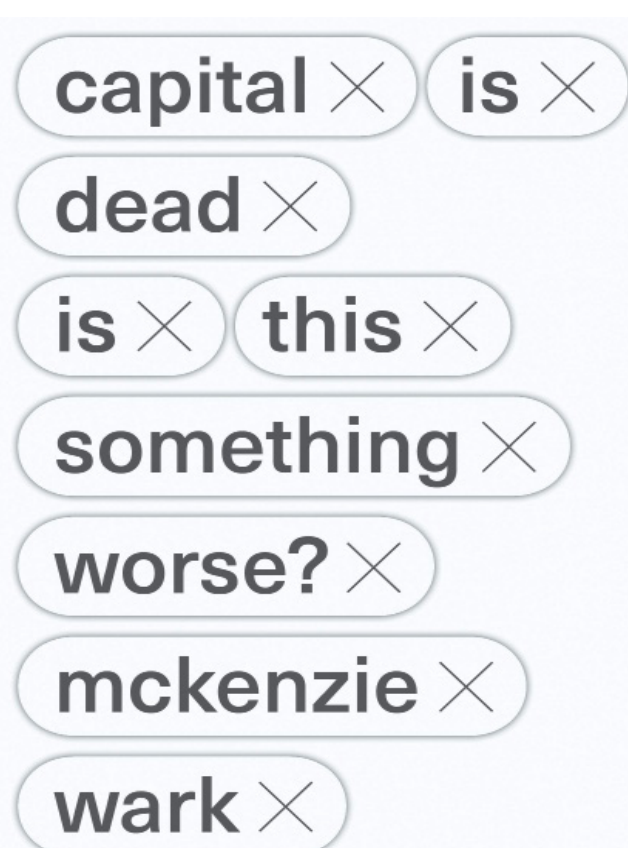 capital is
dead
is this
something
worse?
mckenzie
wark